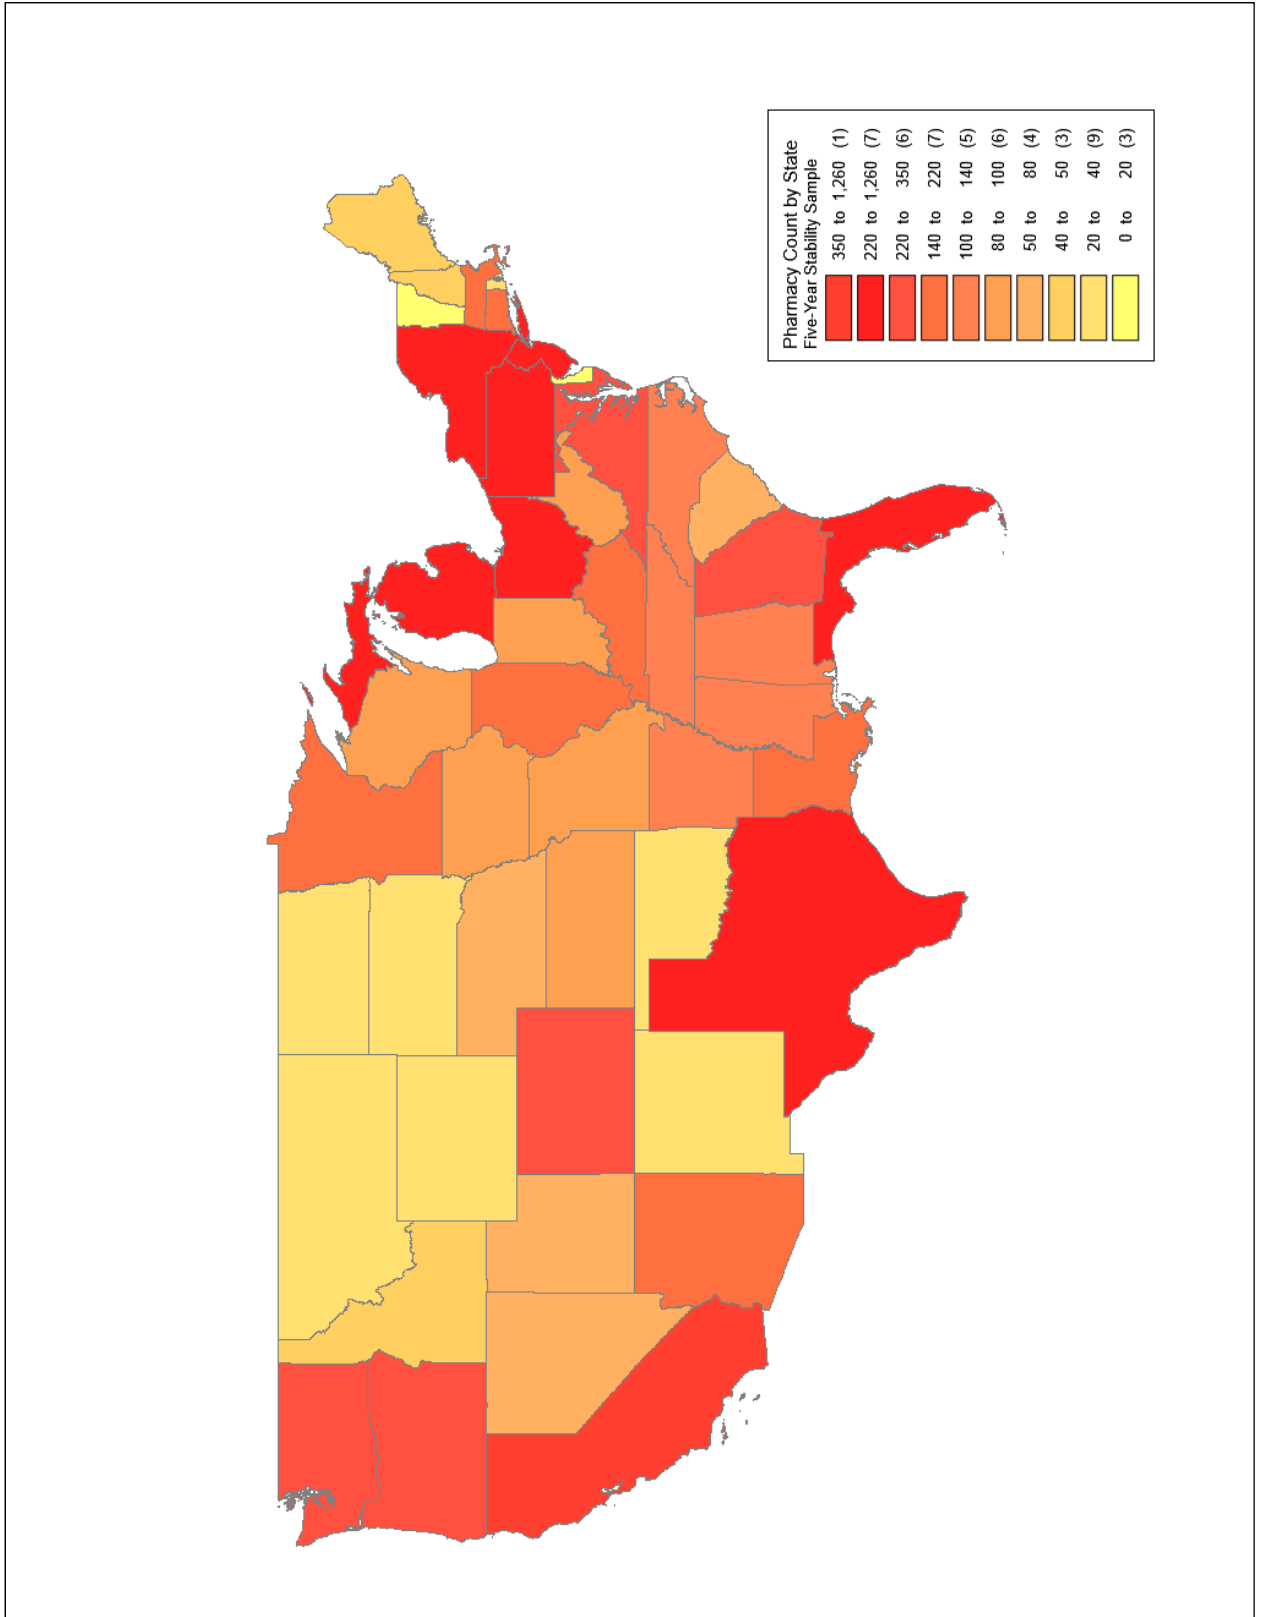 Pharmacy Count by State
Five-Year Stability Sample
350 to 1,260 (1)
220 to 1,260 (7)
220 to 350 (6)
140 to 220 (7)
100 to 140 (5)
80 to 100 (6)
50 to 80 (4)
40 to 50 (3)
20 to 40 (9)
0 to 20 (3)